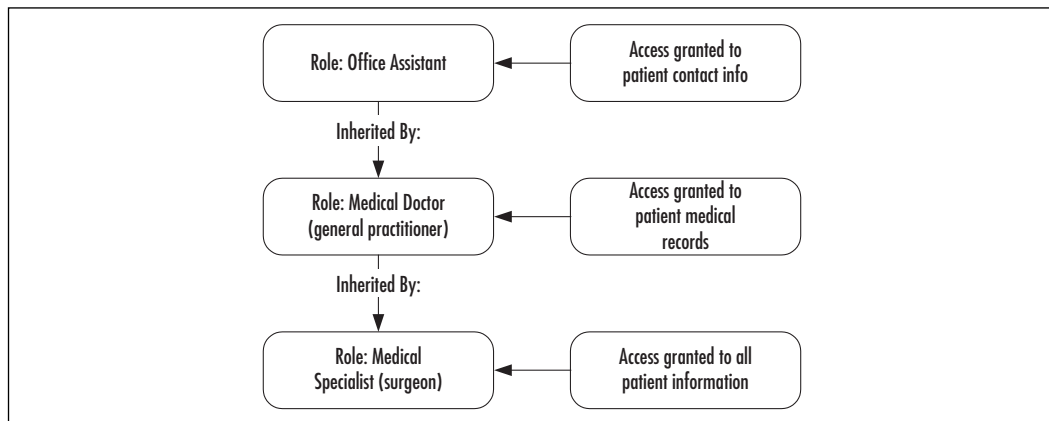 Role: Office Assistant
Access granted to
patient contact info
Inherited By:
Role: Medical Doctor
(general practitioner)
Access granted to
patient medical
records
Inherited By:
Role: Medical
Specialist (surgeon)
Access granted to all
patient information